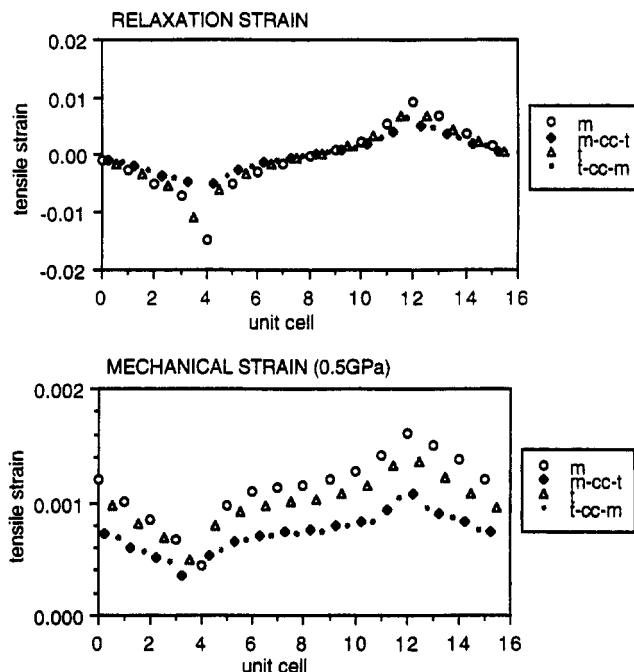 RELAXATION STRAIN
0.02
0.01
0.00
-0.01
-0.02
tensile strain
0 2 4 6 8 10 12 14 16
unit cell
m
m-cc-t
t
t-cc-m
MECHANICAL STRAIN (0.5GPa)
0.002
0.001
0.000
tensile strain
0 2 4 6 8 10 12 14 16
unit cell
m
m-cc-t
t
t-cc-m